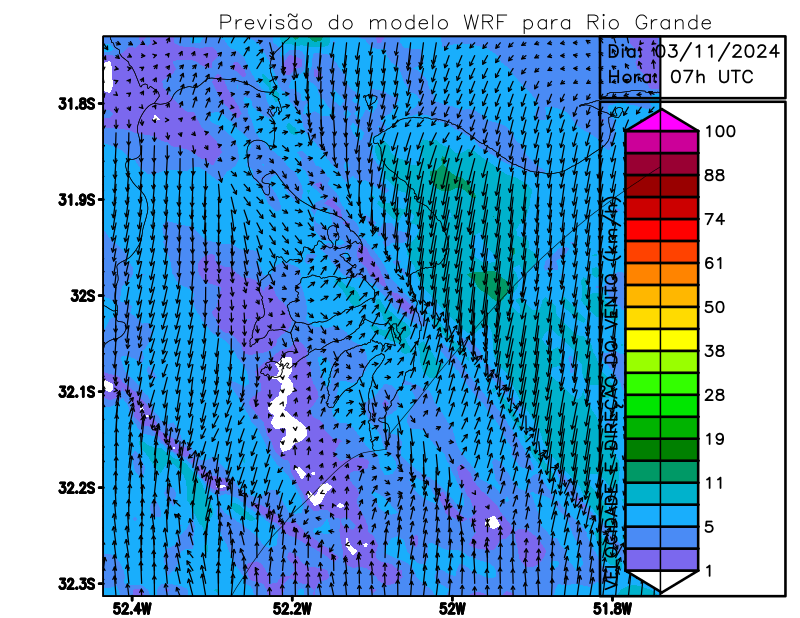 Previsão do modelo WRF para Rio Grande
Dia: 03/11/2024
Hora: 07h UTC
31.8S
31.9S
32S
32.1S
32.2S
32.3S
52.4W
52.2W
52W
51.8W
VELOCIDADE E DIREÇÃO DO VENTO (km/h)
100
88
74
61
50
38
28
19
11
5
1